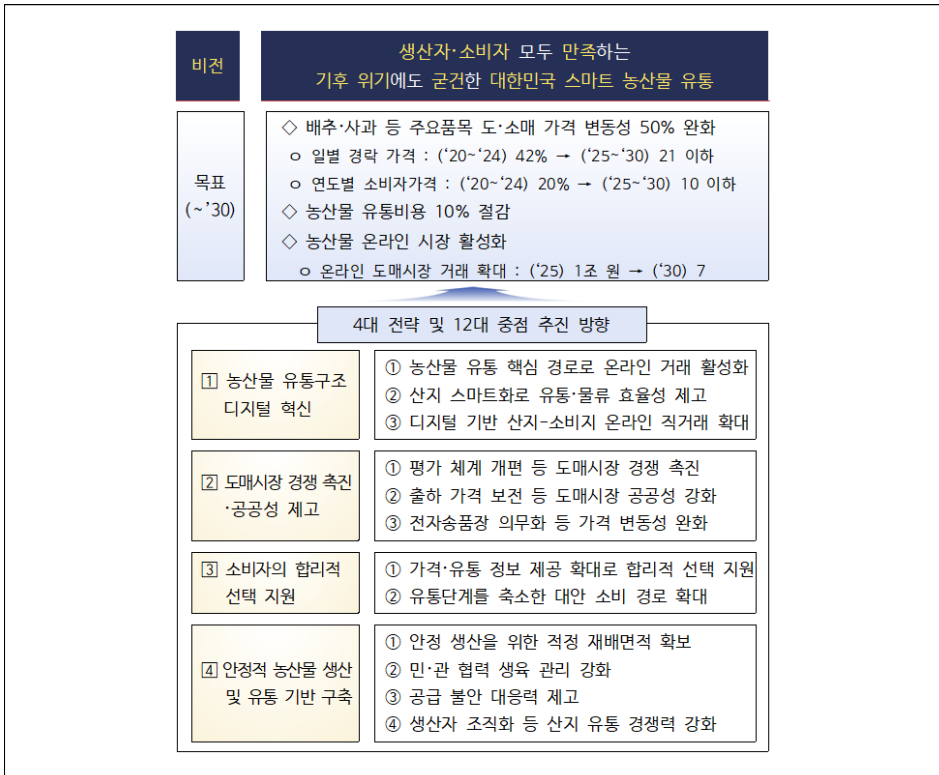 비전
생산자·소비자 모두 만족하는
기후 위기에도 굳건한 대한민국 스마트 농산물 유통
목표
(~’30)
◇ 배추·사과 등 주요품목 도·소매 가격 변동성 50% 완화
ㅇ 일별 경락 가격 : (‘20~‘24) 42% → (‘25~‘30) 21 이하
ㅇ 연도별 소비자가격 : (‘20~‘24) 20% → (‘25~‘30) 10 이하
◇ 농산물 유통비용 10% 절감
◇ 농산물 온라인 시장 활성화
ㅇ 온라인 도매시장 거래 확대 : (‘25) 1조 원 → (‘30) 7
4대 전략 및 12대 중점 추진 방향
1 농산물 유통구조
디지털 혁신
① 농산물 유통 핵심 경로로 온라인 거래 활성화
② 산지 스마트화로 유통·물류 효율성 제고
③ 디지털 기반 산지-소비지 온라인 직거래 확대
2 도매시장 경쟁 촉진
·공공성 제고
① 평가 체계 개편 등 도매시장 경쟁 촉진
② 출하 가격 보전 등 도매시장 공공성 강화
③ 전자송품장 의무화 등 가격 변동성 완화
3 소비자의 합리적
선택 지원
① 가격·유통 정보 제공 확대로 합리적 선택 지원
② 유통단계를 축소한 대안 소비 경로 확대
4 안정적 농산물 생산
및 유통 기반 구축
① 안정 생산을 위한 적정 재배면적 확보
② 민·관 협력 생육 관리 강화
③ 공급 불안 대응력 제고
④ 생산자 조직화 등 산지 유통 경쟁력 강화